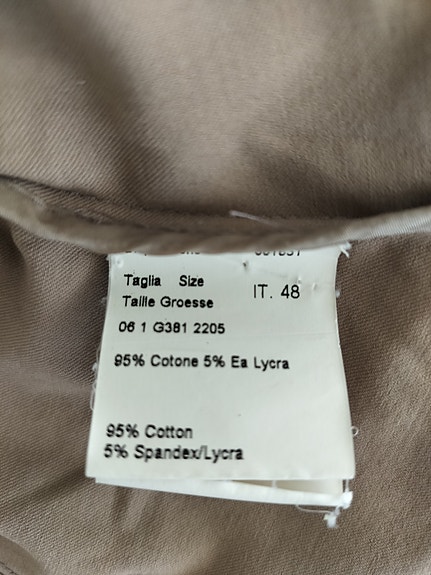 Taglia Size
Taille Groesse
IT. 48
06 1 G381 2205
95% Cotone 5% Ea Lycra
95% Cotton
5% Spandex/Lycra